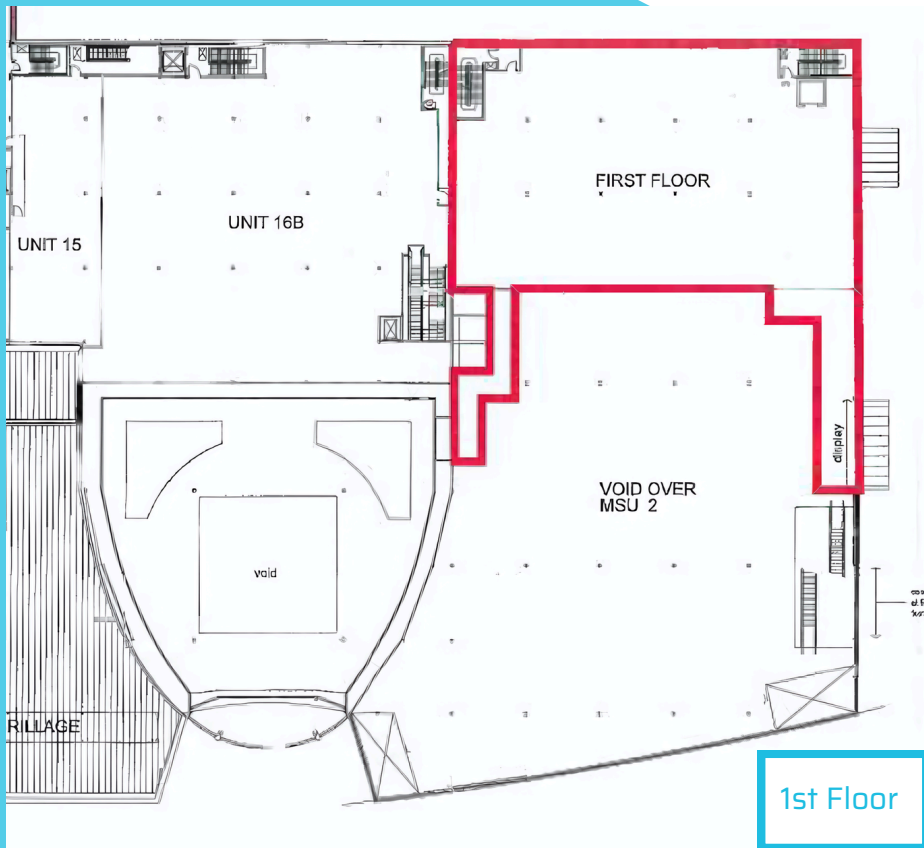 FIRST FLOOR
UNIT 16B
UNIT 15
display
VOID OVER
MSU 2
void
RILLAGE
1st Floor